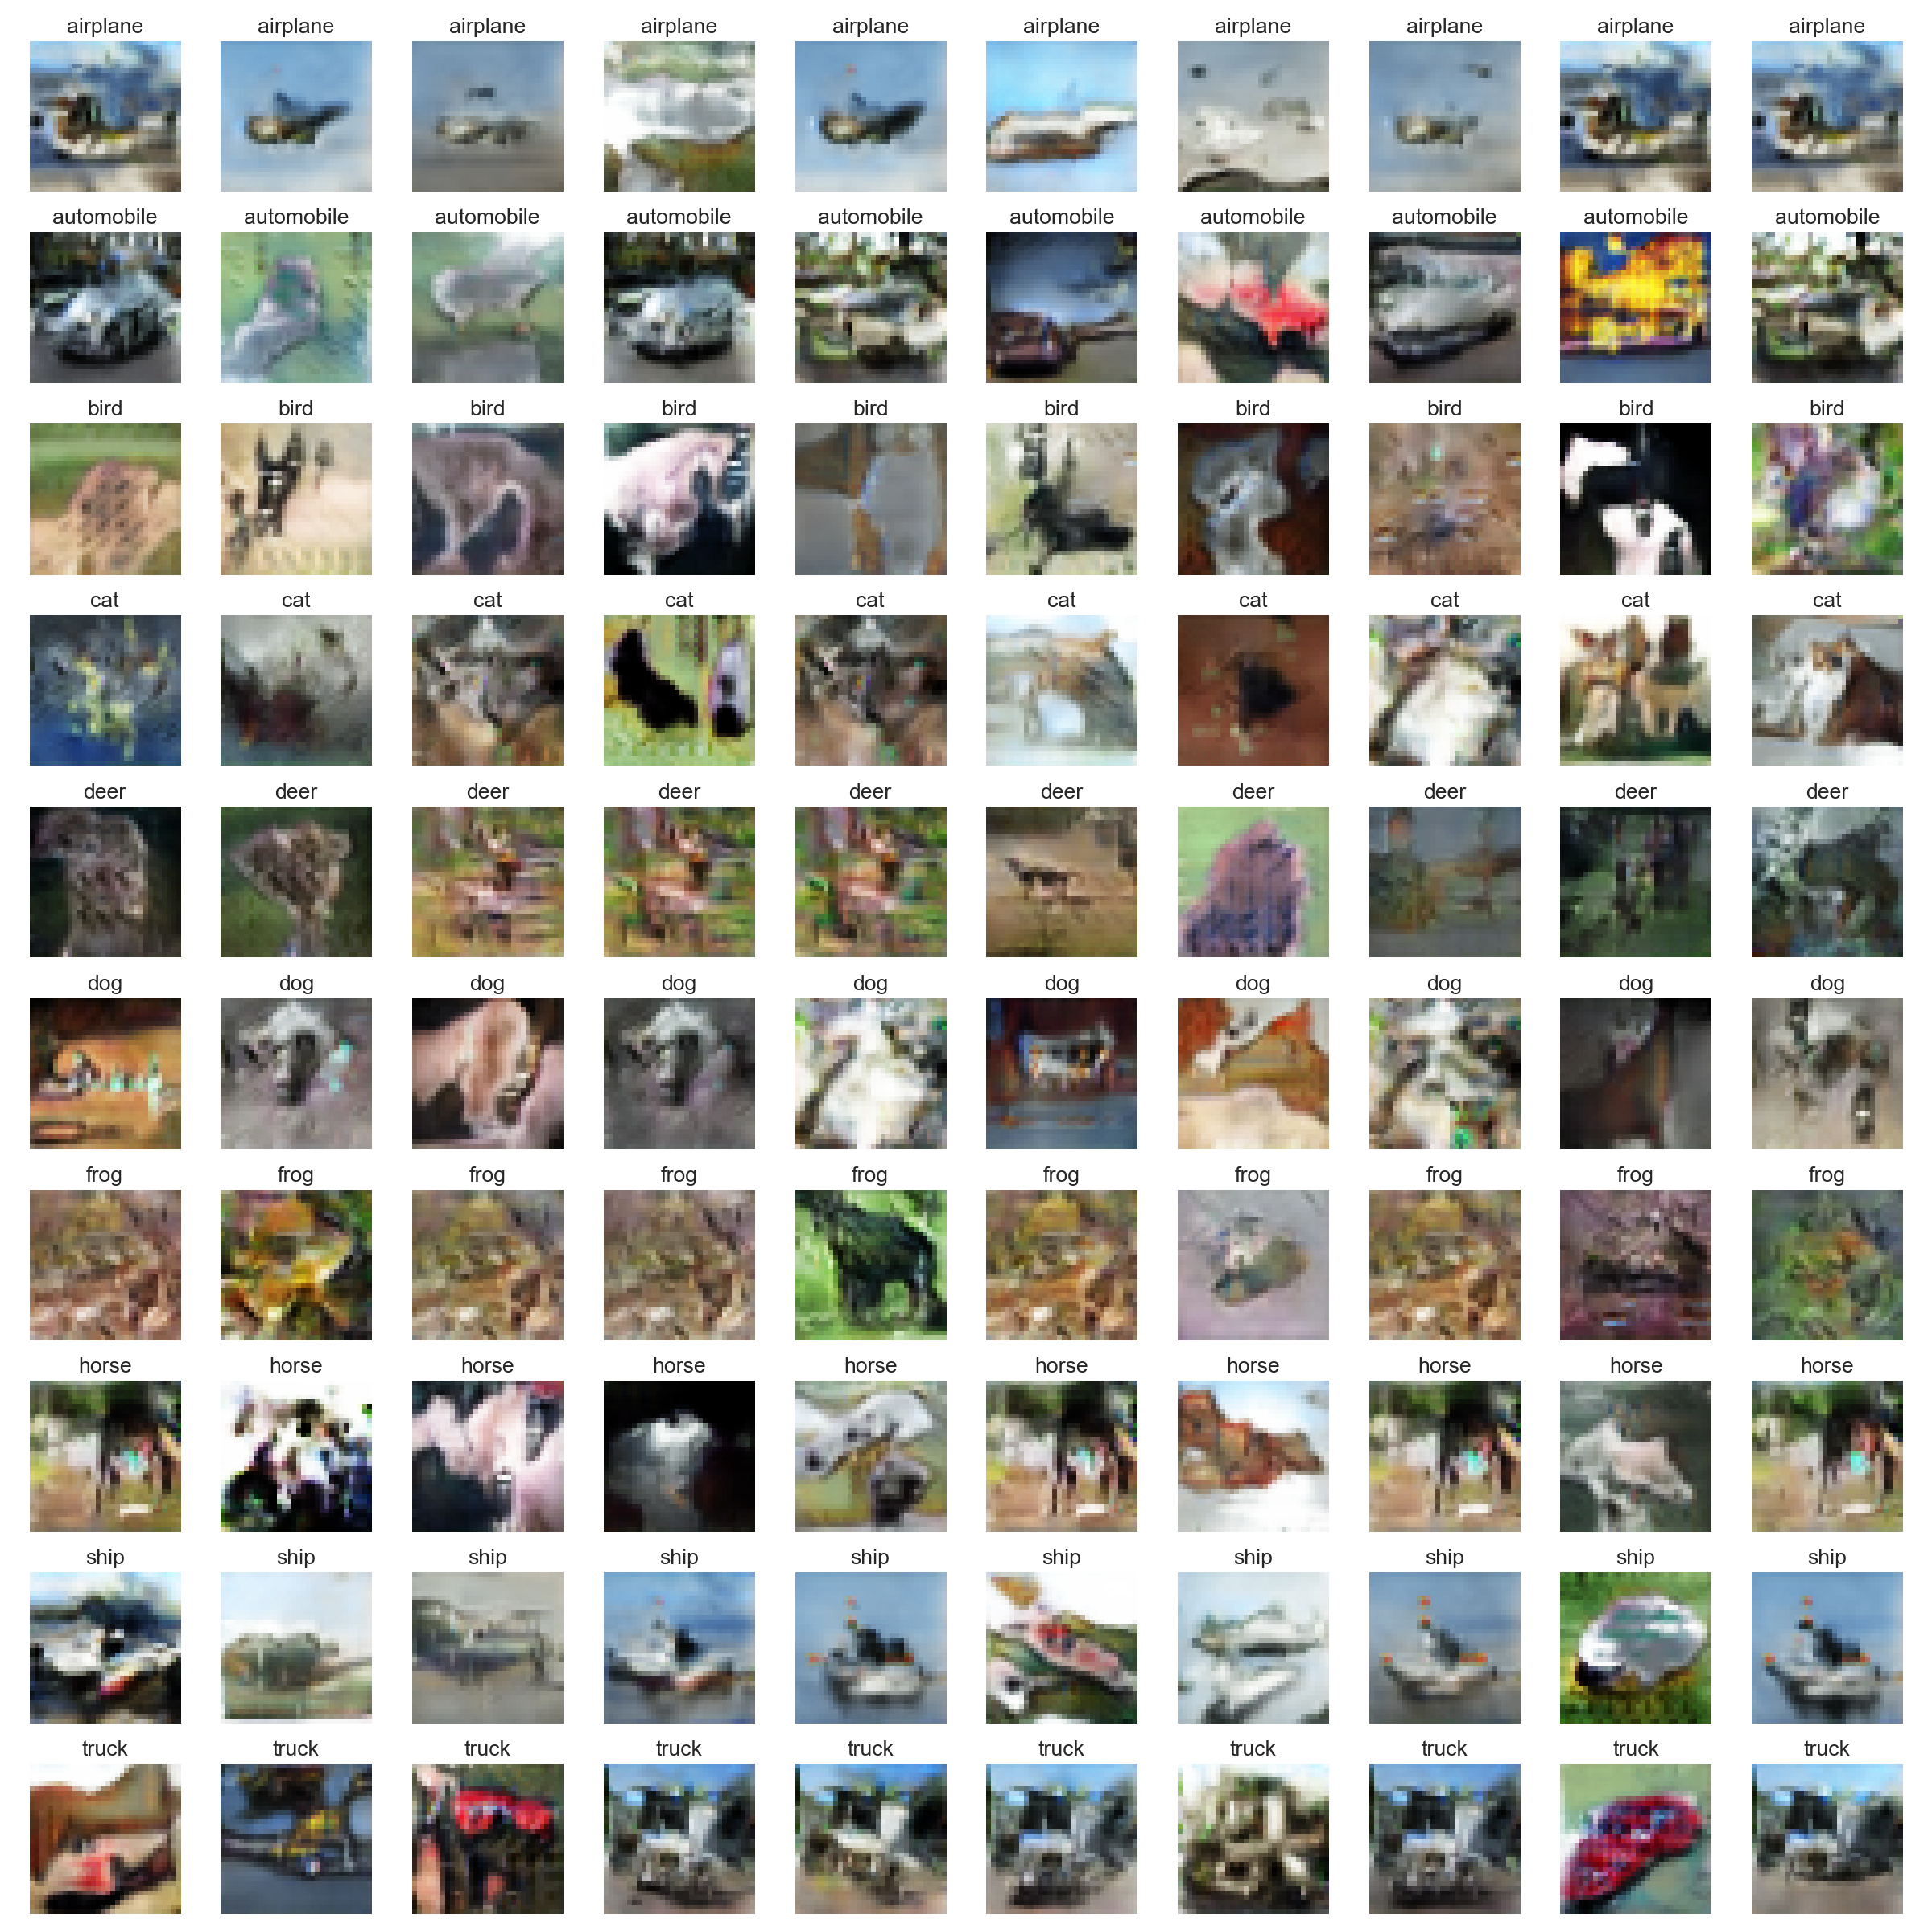 airplane airplane airplane airplane airplane airplane airplane airplane airplane airplane
automobile automobile automobile automobile automobile automobile automobile automobile automobile automobile
bird bird bird bird bird bird bird bird bird bird
cat cat cat cat cat cat cat cat cat cat
deer deer deer deer deer deer deer deer deer deer
dog dog dog dog dog dog dog dog dog dog
frog frog frog frog frog frog frog frog frog frog
horse horse horse horse horse horse horse horse horse horse
ship ship ship ship ship ship ship ship ship ship
truck truck truck truck truck truck truck truck truck truck